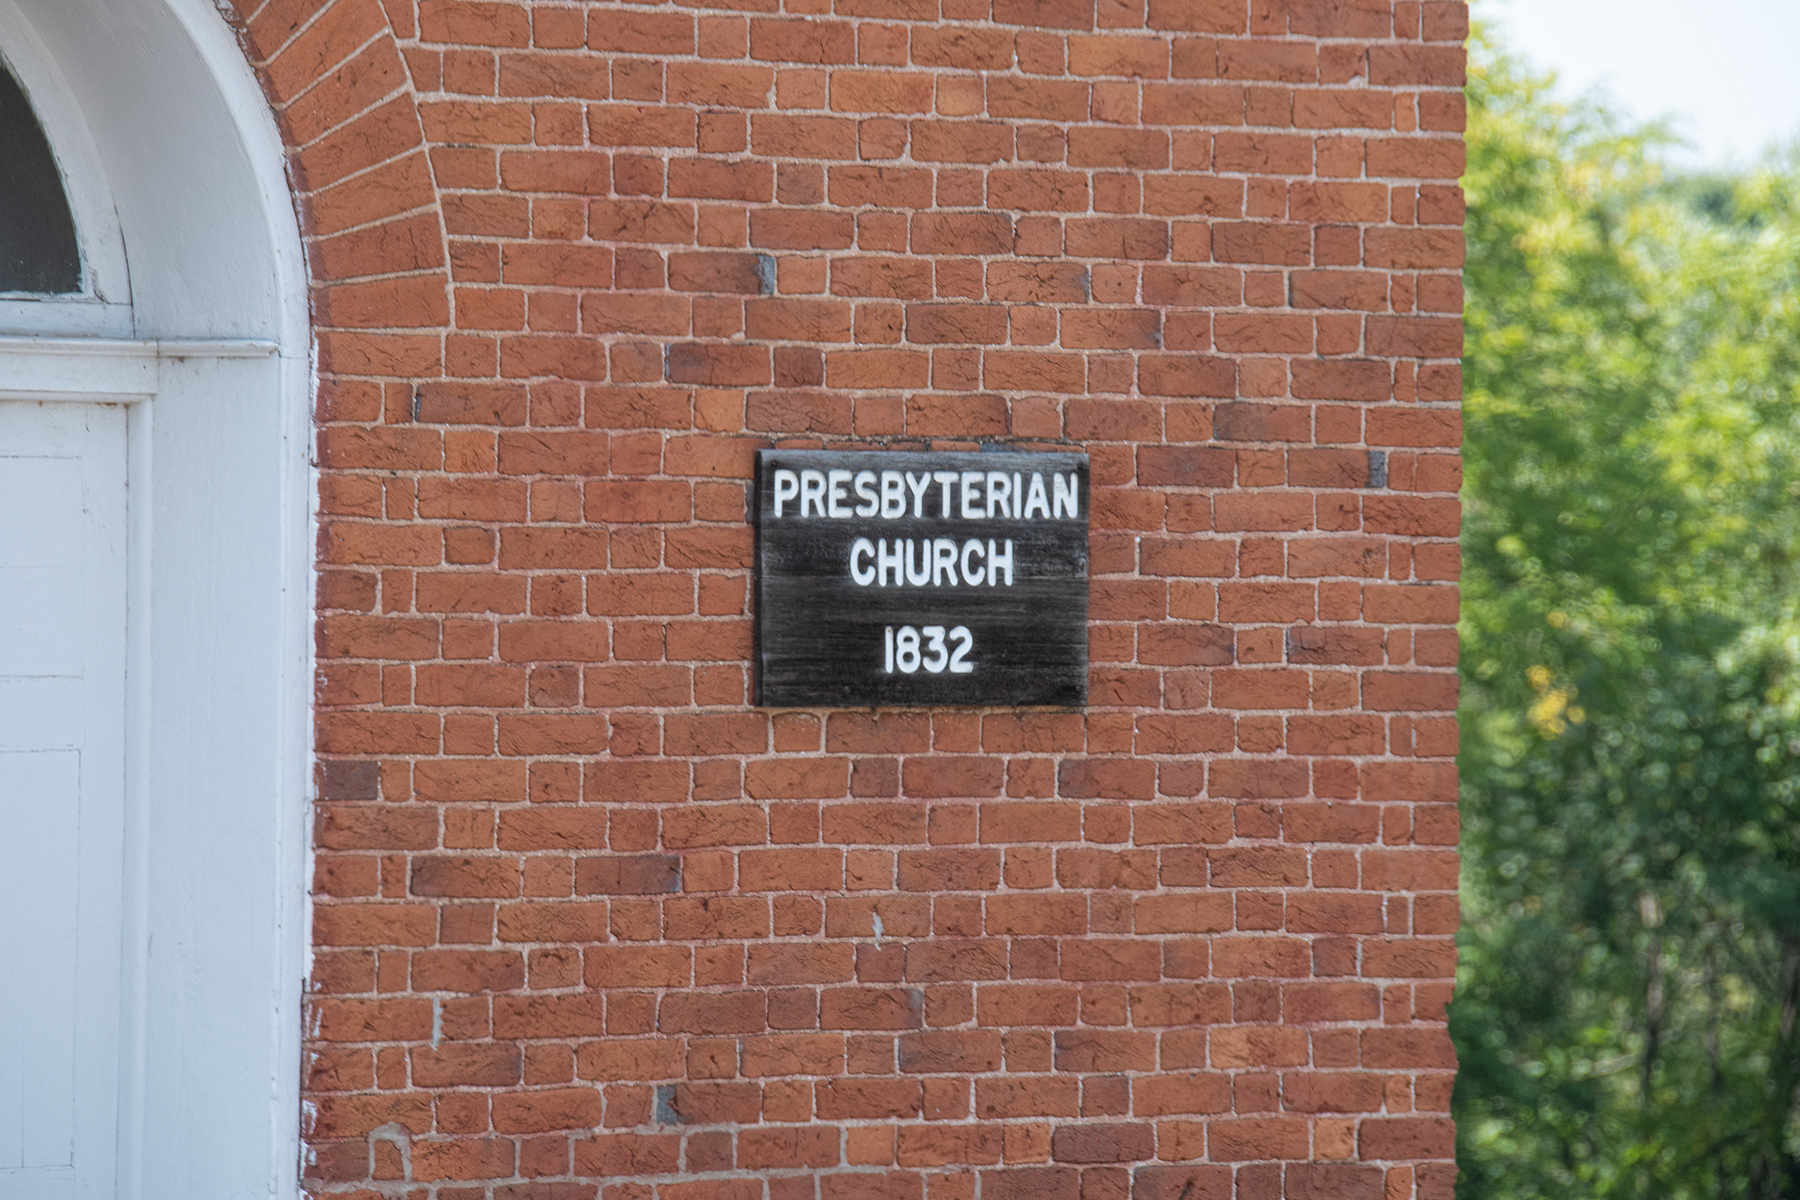 PRESBYTERIAN
CHURCH
1832